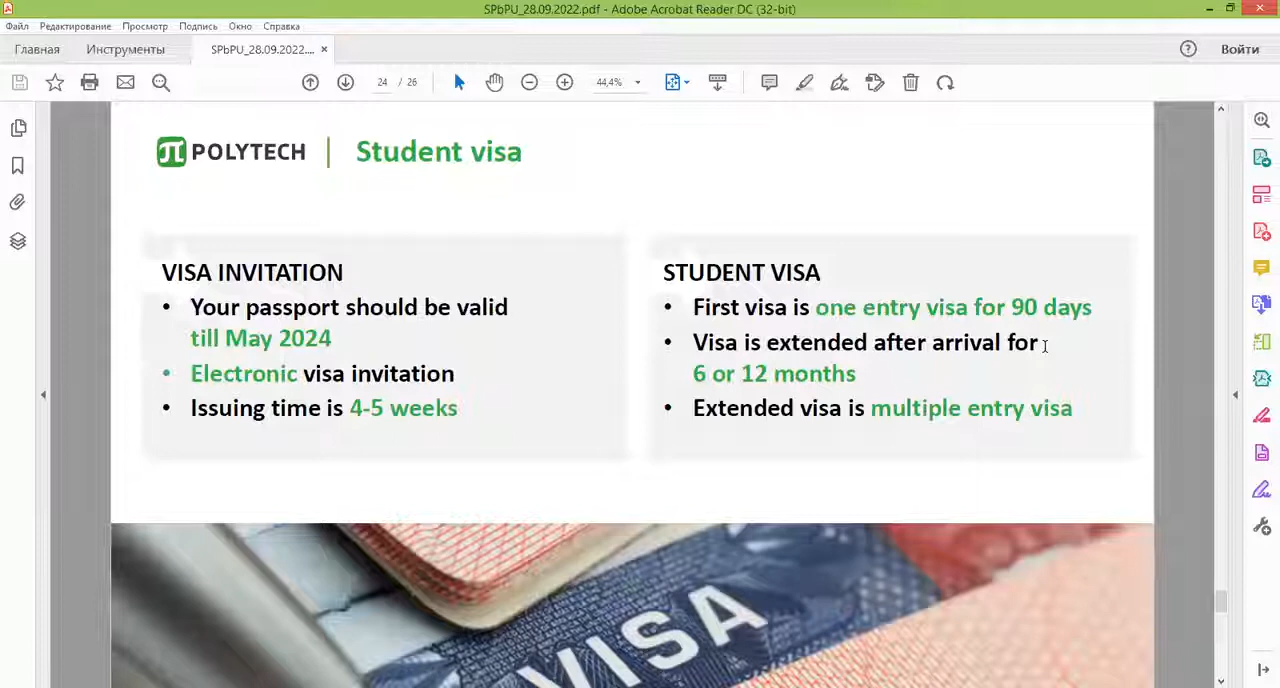 SPbPU_28.09.2022.pdf - Adobe Acrobat Reader DC (32-bit)
Файл Редактирование Просмотр Подпись Окно Справка
Главная Инструменты SPbPU_28.09.2022.... × Войти
24 / 26 44,4%
POLYTECH | Student visa
VISA INVITATION
• Your passport should be valid
till May 2024
• Electronic visa invitation
• Issuing time is 4-5 weeks
STUDENT VISA
• First visa is one entry visa for 90 days
• Visa is extended after arrival for
6 or 12 months
• Extended visa is multiple entry visa
VISA